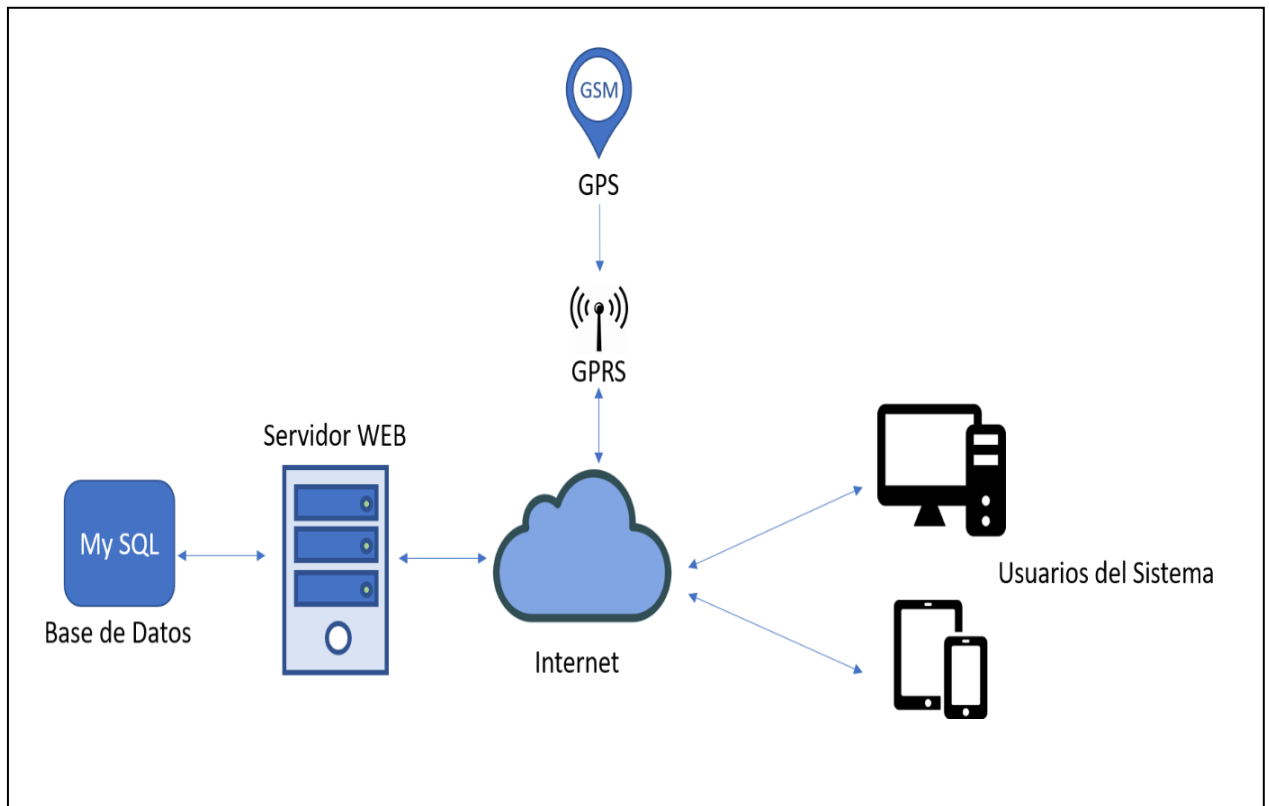 GSM
GPS
GPRS
Servidor WEB
My SQL
Base de Datos
Internet
Usuarios del Sistema